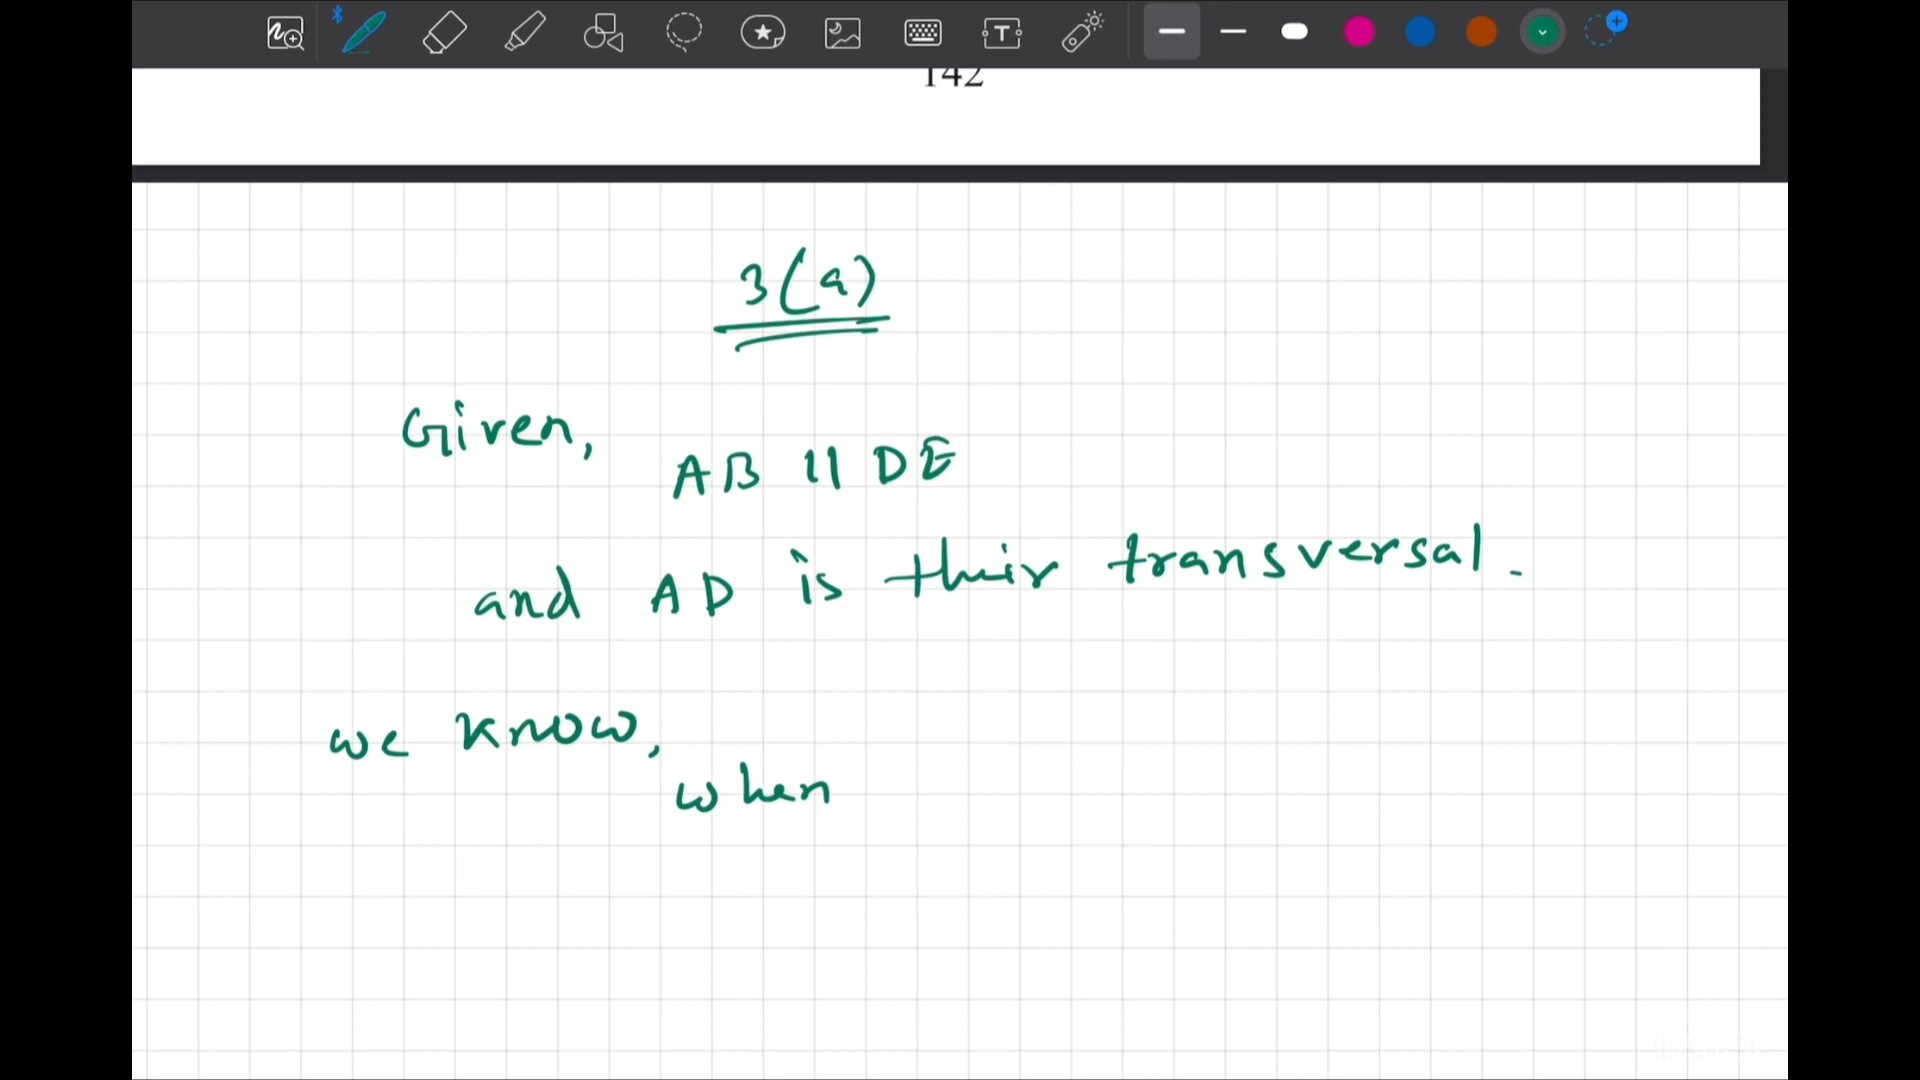 142
3(a)
Given,
AB || DE
and AD is their transversal.
we know,
when